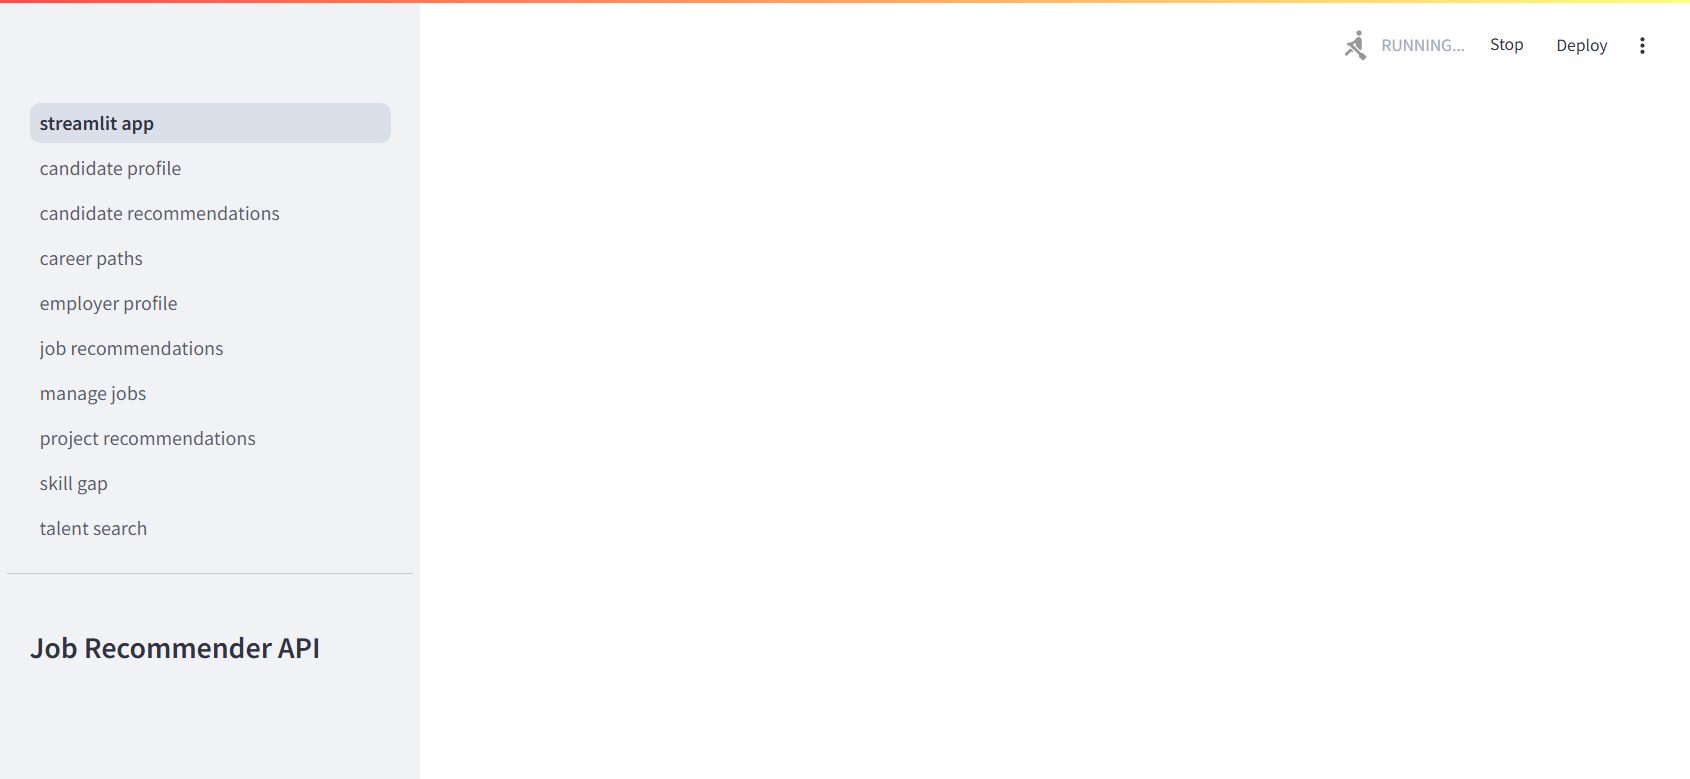 RUNNING...
Stop
Deploy
streamlit app
candidate profile
candidate recommendations
career paths
employer profile
job recommendations
manage jobs
project recommendations
skill gap
talent search
Job Recommender API